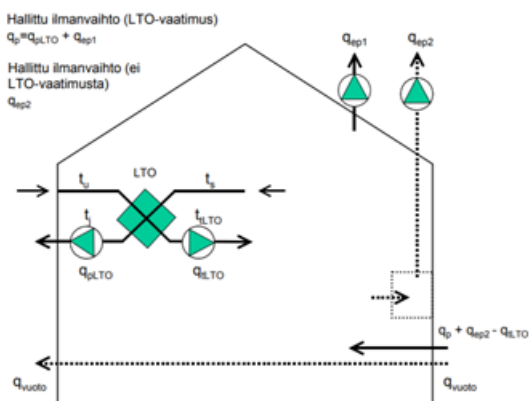 Hallittu ilmanvaihto (LTO-vaatimus)
qp=qpLTO + qep1
Hallittu ilmanvaihto (ei
LTO-vaatimusta)
qep2
qep1
qep2
LTO
tu
ts
tj
ttLTO
qpLTO
qtLTO
qp + qep2 - qtLTO
qvuoto
qvuoto